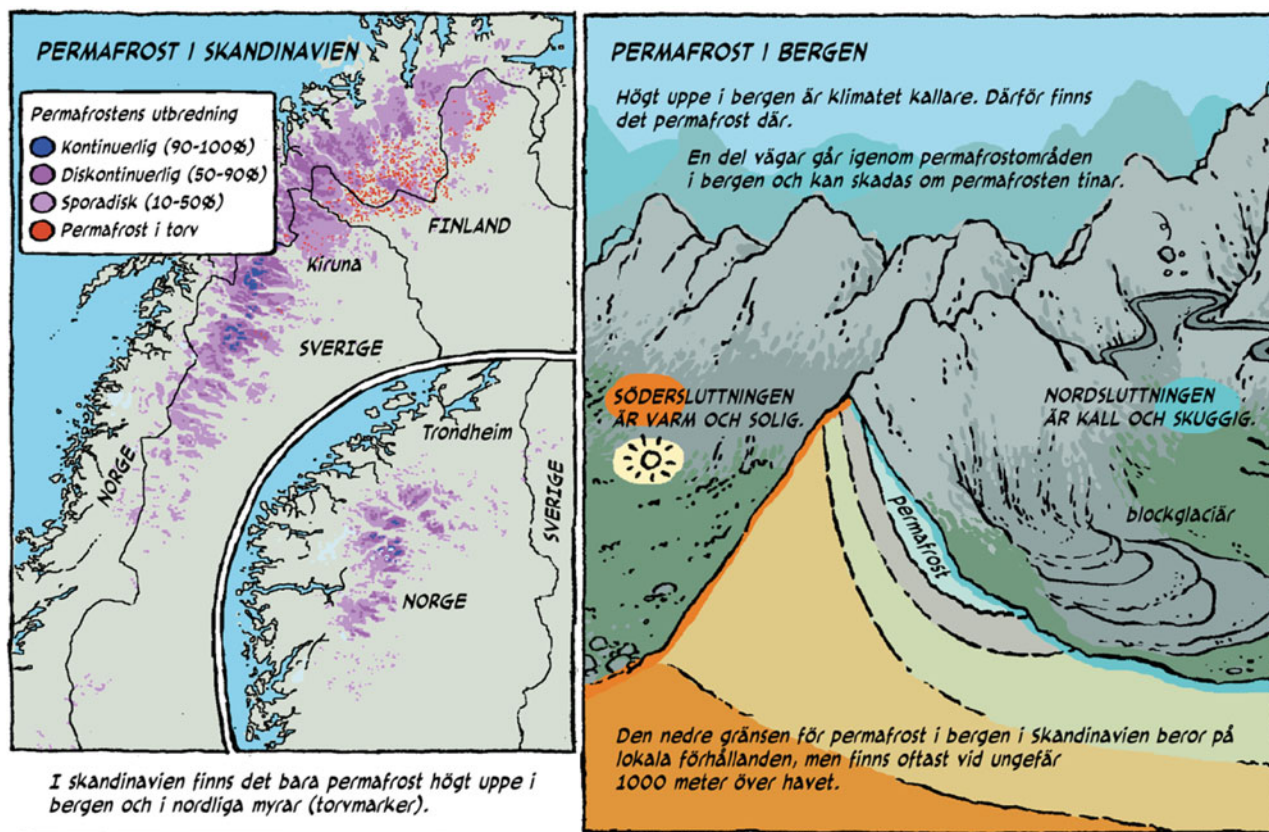 PERMAFROST I SKANDINAVIEN
Permafrostens utbredning
Kontinuerlig (90-100%)
Diskontinuerlig (50-90%)
Sporadisk (10-50%)
Permafrost i torv
FINLAND
Kiruna
SVERIGE
NORGE
Trondheim
SVERIGE
NORGE
I skandinavien finns det bara permafrost högt uppe i
bergen och i nordliga myrar (torvmarker).
PERMAFROST I BERGEN
Högt uppe i bergen är klimatet kallare. Därför finns
det permafrost där.
En del vägar går igenom permafrostområden
i bergen och kan skadas om permafrosten tinar.
SÖDERSLUTTNINGEN
ÄR VARM OCH SOLIG.
NORDSLUTTNINGEN
ÄR KALL OCH SKUGGIG.
permafrost
blockglaciär
Den nedre gränsen för permafrost i bergen i Skandinavien beror på
lokala förhållanden, men finns oftast vid ungefär
1000 meter över havet.